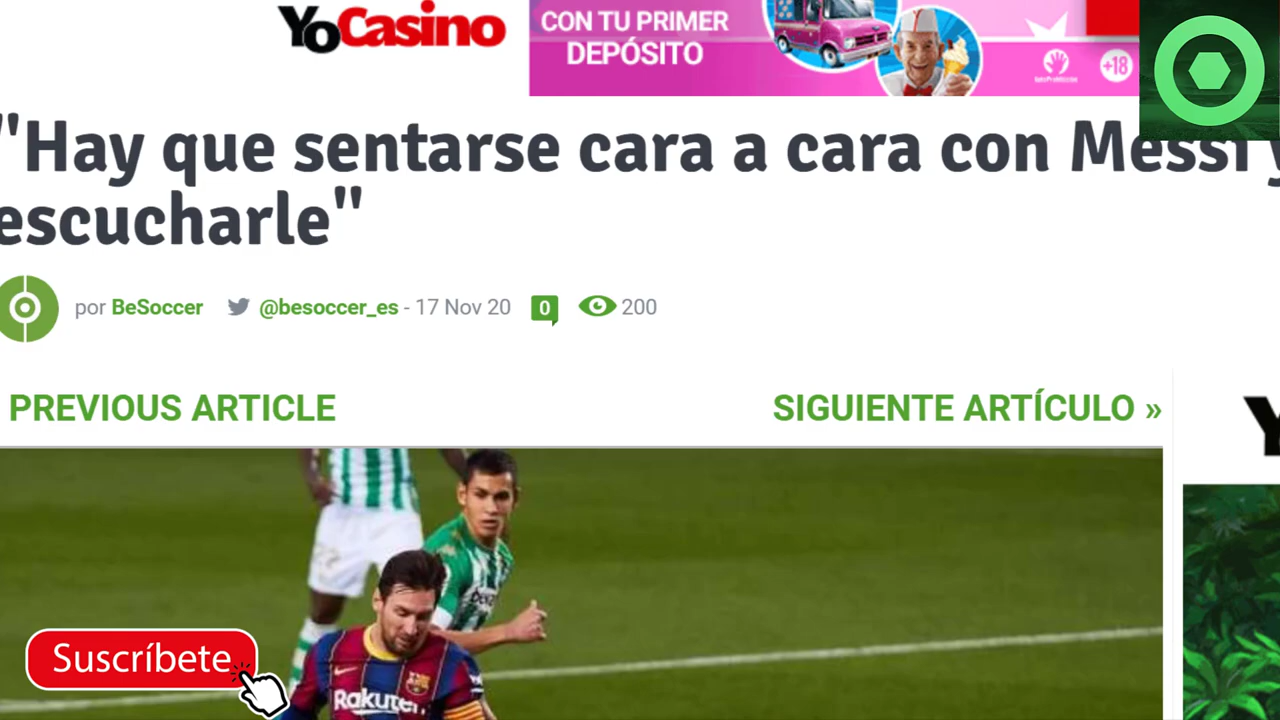 YoCasino
CON TU PRIMER
DEPÓSITO
+18
"Hay que sentarse cara a cara con Messi y
escucharle"
por BeSoccer @besoccer_es - 17 Nov 20 0 200
PREVIOUS ARTICLE
SIGUIENTE ARTÍCULO »
Suscríbete
Rakuten